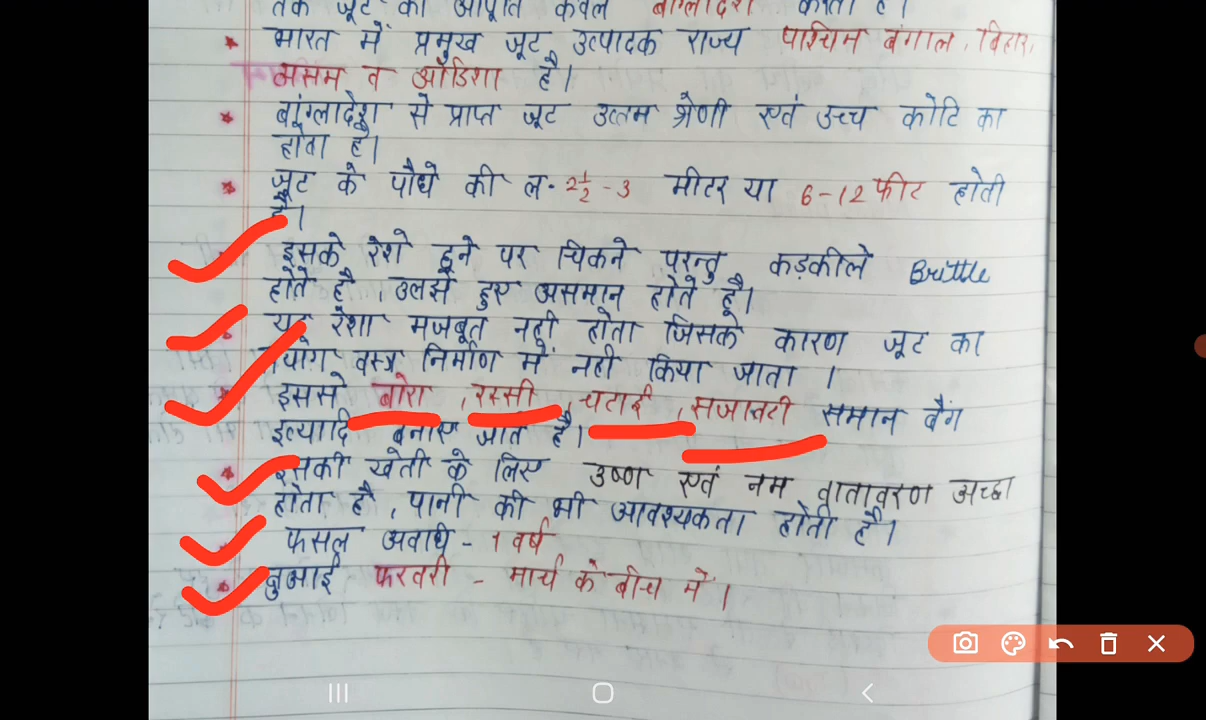 तक जूट की आपूर्ति केवल बांग्लादेश करता है।
भारत में प्रमुख जूट उत्पादक राज्य पश्चिम बंगाल, बिहार,
असम व ओडिशा है।
बांग्लादेश से प्राप्त जूट उत्तम श्रेणी एवं उच्च कोटि का
होता है।
जूट के पौधे की ल. 2½-3 मीटर या 6-12 फीट होती
है।
इसके रेशे छूने पर चिकने परन्तु कड़कीले Brittle
होते है, उलझे हुए असमान होते है।
यह रेशा मजबूत नही होता जिसके कारण जूट का
वस्त्र निर्माण में नही किया जाता ।
इससे बोरा, रस्सी, चटाई, सजावटी समान बैग
इत्यादि बनाए जाते है।
इसकी खेती के लिए उष्ण एवं नम वातावरण अच्छा
होता है, पानी की भी आवश्यकता होती है।
फसल अवधि - 1 वर्ष
बुआई फरवरी - मार्च के बीच में।